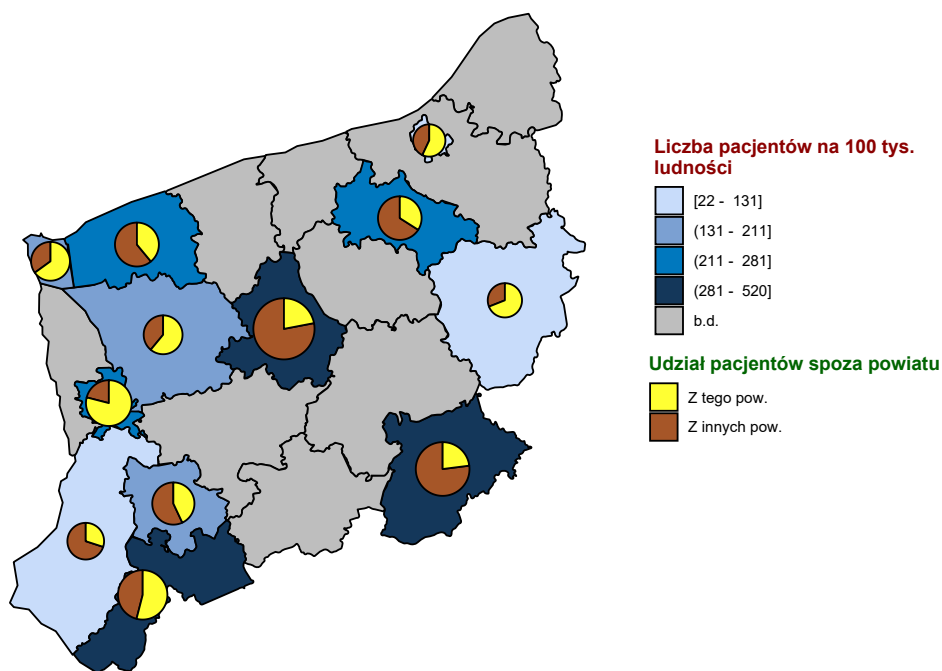 Liczba pacjentów na 100 tys.
ludności
[22 - 131]
(131 - 211]
(211 - 281]
(281 - 520]
b.d.
Udział pacjentów spoza powiatu
Z tego pow.
Z innych pow.